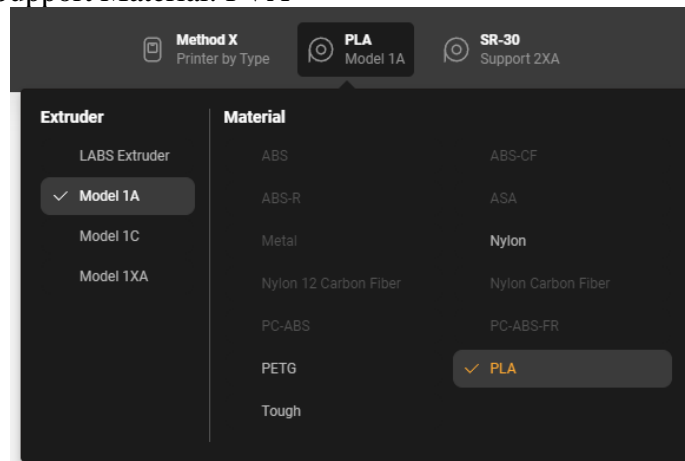 Support Material: PVA
Method X
Printer by Type
PLA
Model 1A
SR-30
Support 2XA
Extruder
Material
LABS Extruder
ABS
ABS-CF
Model 1A
ABS-R
ASA
Model 1C
Metal
Nylon
Model 1XA
Nylon 12 Carbon Fiber
Nylon Carbon Fiber
PC-ABS
PC-ABS-FR
PETG
PLA
Tough